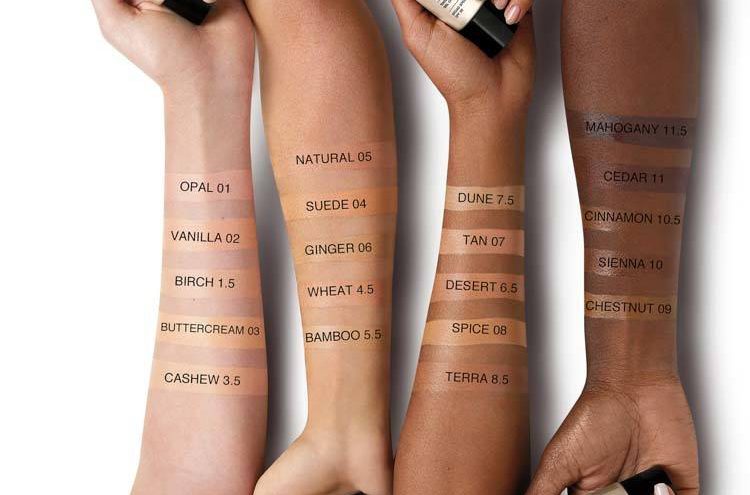 OPAL 01
VANILLA 02
BIRCH 1.5
BUTTERCREAM 03
CASHEW 3.5
NATURAL 05
SUEDE 04
GINGER 06
WHEAT 4.5
BAMBOO 5.5
DUNE 7.5
TAN 07
DESERT 6.5
SPICE 08
TERRA 8.5
MAHOGANY 11.5
CEDAR 11
CINNAMON 10.5
SIENNA 10
CHESTNUT 09